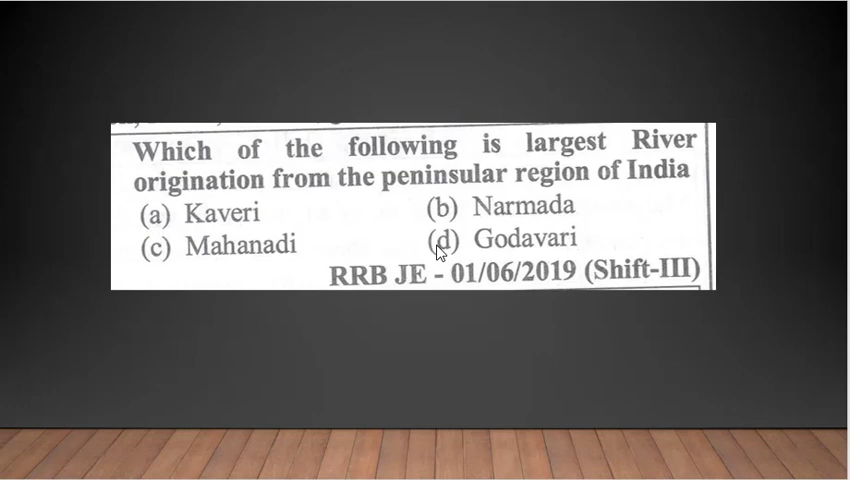 Which of the following is largest River
origination from the peninsular region of India
(a) Kaveri (b) Narmada
(c) Mahanadi (d) Godavari
RRB JE - 01/06/2019 (Shift-III)